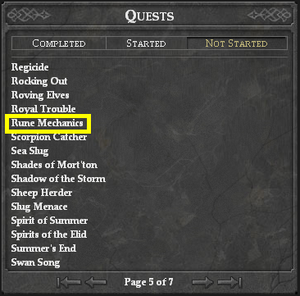 QUESTS
COMPLETED STARTED NOT STARTED
Regicide
Rocking Out
Roving Elves
Royal Trouble
Rune Mechanics
Scorpion Catcher
Sea Slug
Shades of Mort'ton
Shadow of the Storm
Sheep Herder
Slug Menace
Spirit of Summer
Spirits of the Elid
Summer's End
Swan Song
Page 5 of 7